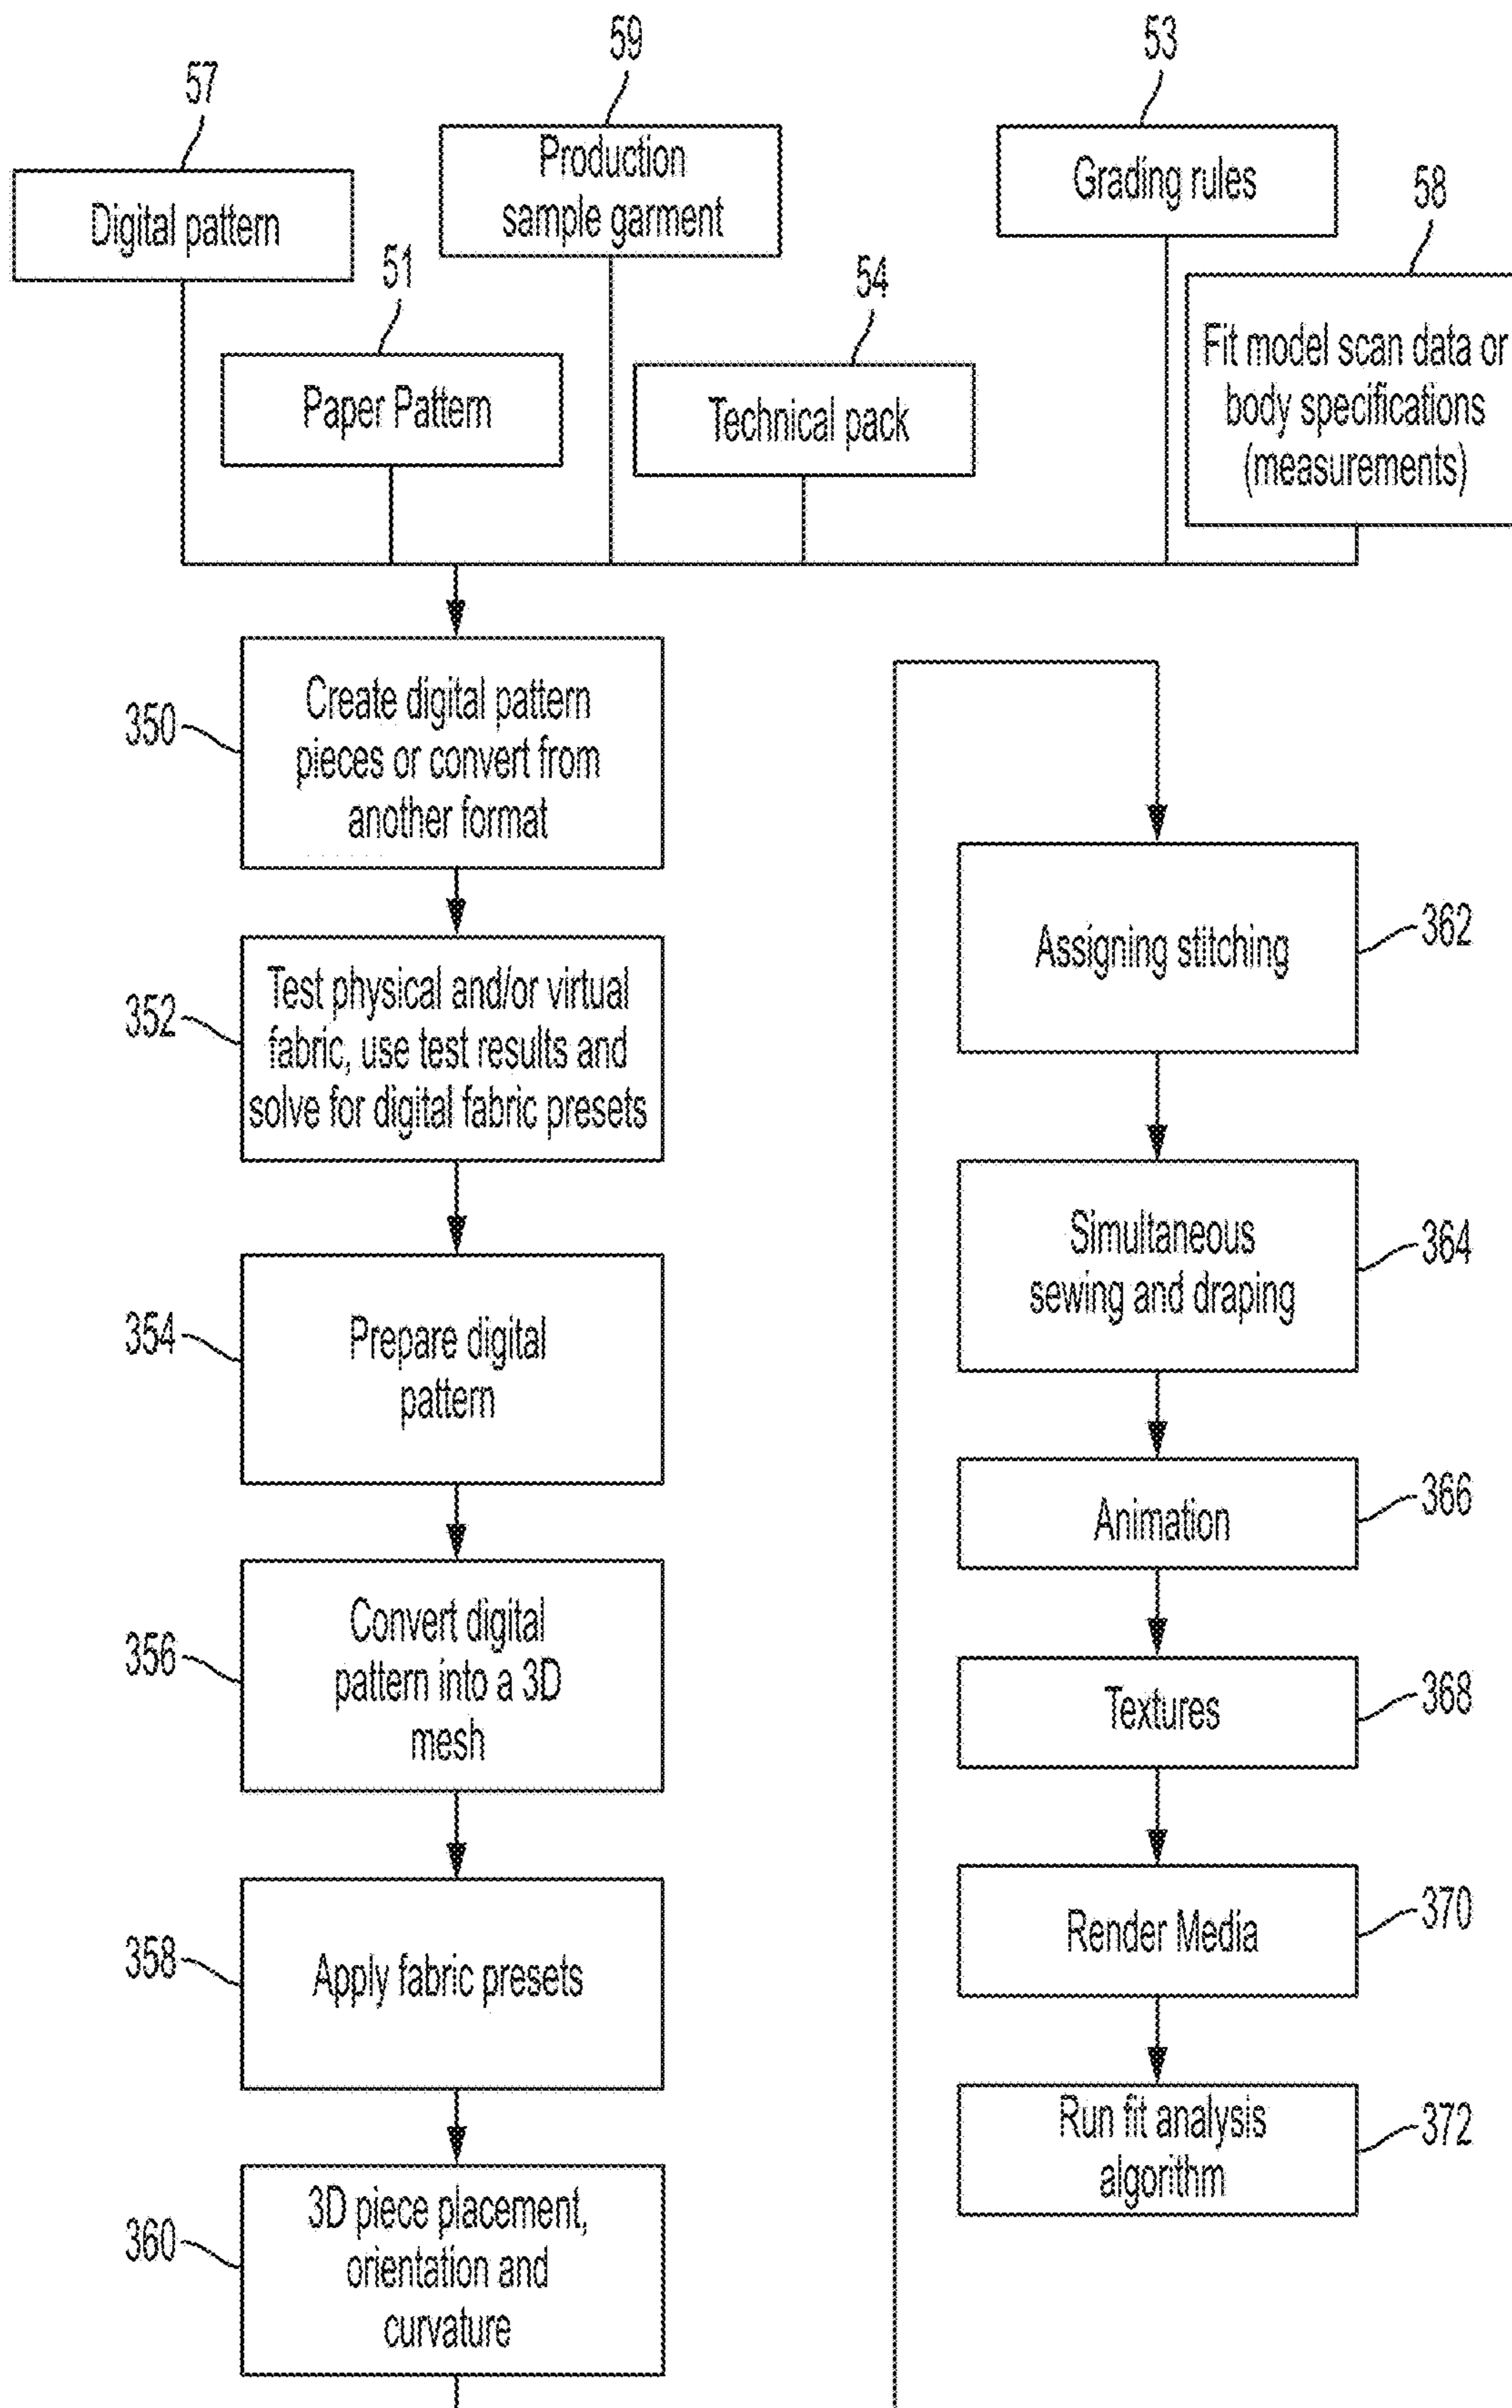 57
Digital pattern
59
Production
sample garment
53
Grading rules
51
Paper Pattern
54
Technical pack
58
Fit model scan data or
body specifications
(measurements)
350
Create digital pattern
pieces or convert from
another format
352
Test physical and/or virtual
fabric, use test results and
solve for digital fabric presets
354
Prepare digital
pattern
356
Convert digital
pattern into a 3D
mesh
358
Apply fabric presets
360
3D piece placement,
orientation and
curvature
Assigning stitching
362
Simultaneous
sewing and draping
364
Animation
366
Textures
368
Render Media
370
Run fit analysis
algorithm
372